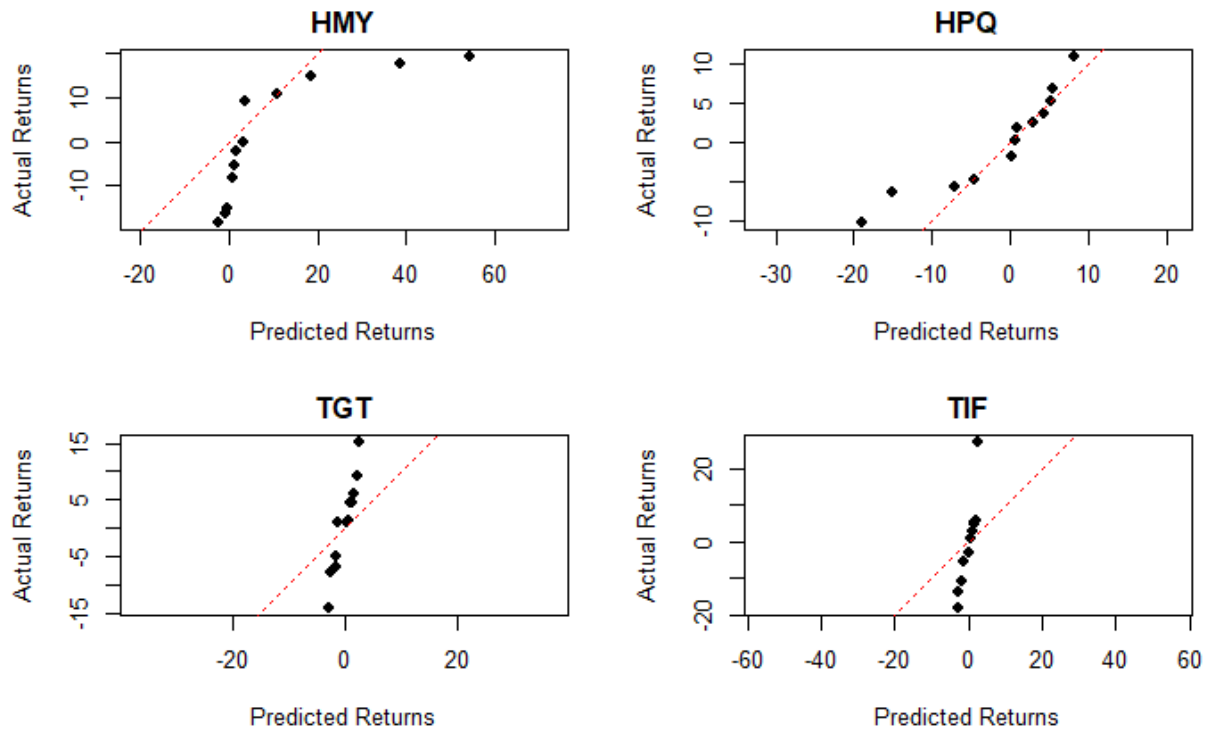 HMY
Actual Returns
-10 0 10
-20 0 20 40 60
Predicted Returns
HPQ
Actual Returns
-10 0 5 10
-30 -20 -10 0 10 20
Predicted Returns
TGT
Actual Returns
-15 -5 5 15
-20 0 20
Predicted Returns
TIF
Actual Returns
-20 0 20
-60 -40 -20 0 20 40 60
Predicted Returns